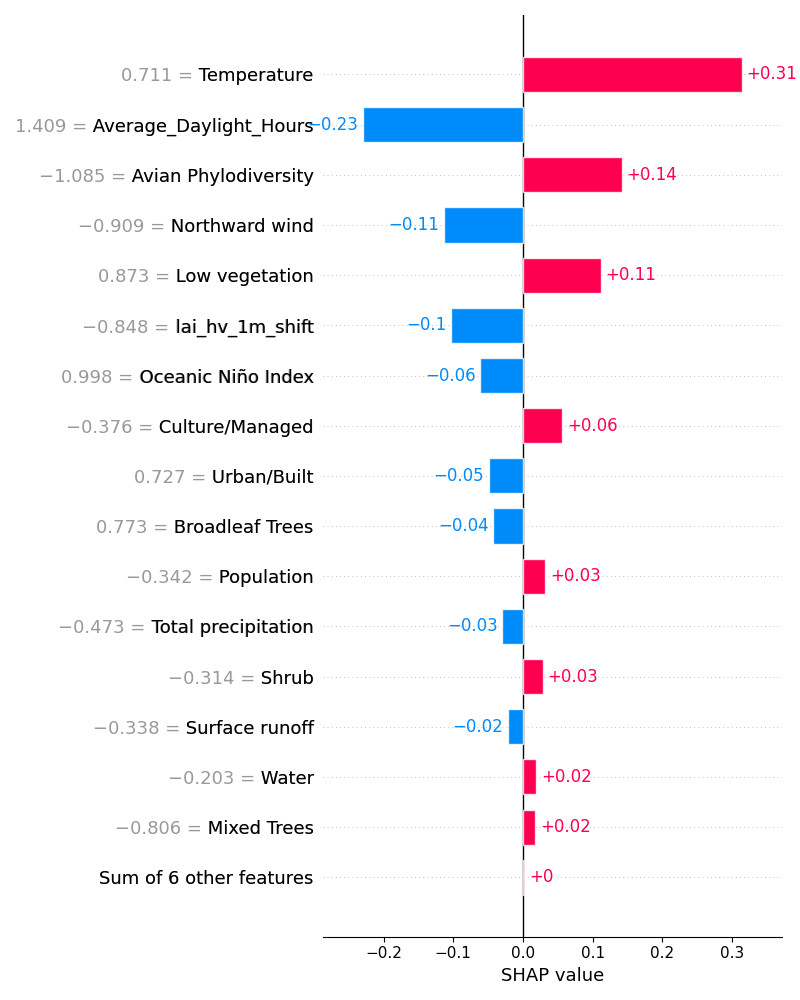 0.711 = Temperature +0.31
1.409 = Average_Daylight_Hours −0.23
−1.085 = Avian Phylodiversity +0.14
−0.909 = Northward wind −0.11
0.873 = Low vegetation +0.11
−0.848 = lai_hv_1m_shift −0.1
0.998 = Oceanic Niño Index −0.06
−0.376 = Culture/Managed +0.06
0.727 = Urban/Built −0.05
0.773 = Broadleaf Trees −0.04
−0.342 = Population +0.03
−0.473 = Total precipitation −0.03
−0.314 = Shrub +0.03
−0.338 = Surface runoff −0.02
−0.203 = Water +0.02
−0.806 = Mixed Trees +0.02
Sum of 6 other features +0
−0.2 −0.1 0.0 0.1 0.2 0.3
SHAP value